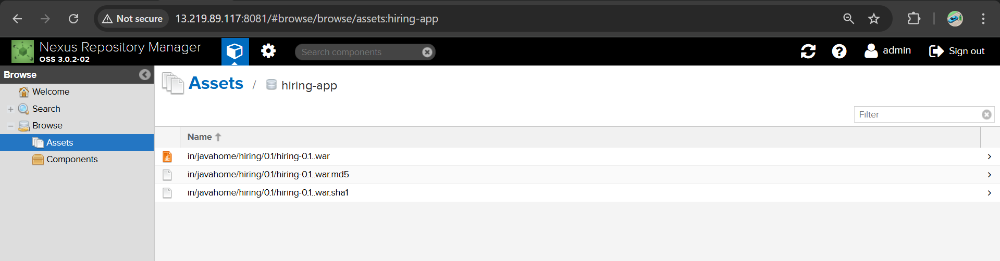 Not secure 13.219.89.117:8081/#browse/browse/assets:hiring-app
Nexus Repository Manager
OSS 3.0.2-02
Search components
admin
Sign out
Browse
Welcome
Search
Browse
Assets
Components
Assets / hiring-app
Filter
Name
in/javahome/hiring/0.1/hiring-0.1..war
in/javahome/hiring/0.1/hiring-0.1..war.md5
in/javahome/hiring/0.1/hiring-0.1..war.sha1